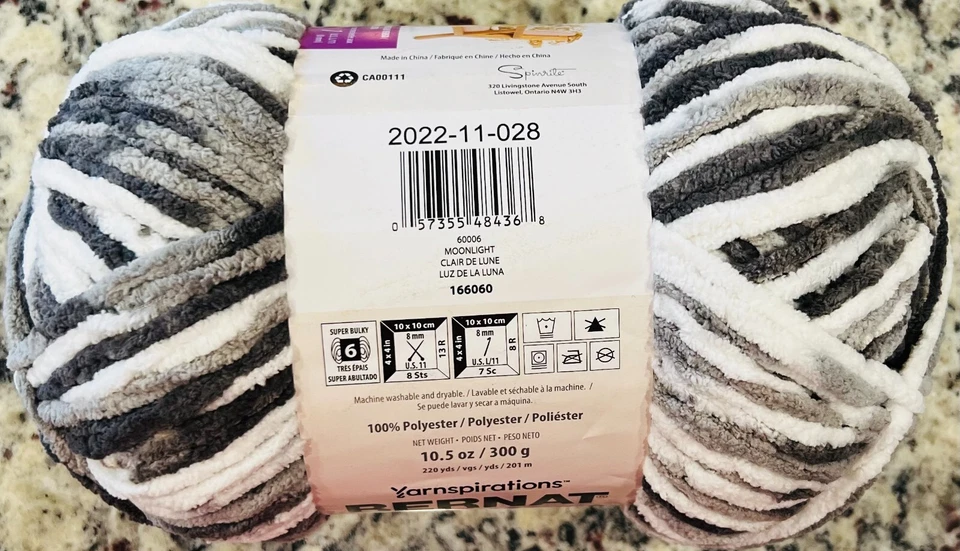 Made in China / Fabriqué en Chine / Hecho en China
CA00111
Spinrite
320 Livingstone Avenue South
Listowel, Ontario N4W 3H3
2022-11-028
0 57355 48436 8
60006
MOONLIGHT
CLAIR DE LUNE
LUZ DE LA LUNA
166060
SUPER BULKY
6
TRÈS ÉPAIS
SUPER ABULTADO
10 x 10 cm
4 x 4 in
8 mm
U.S. 11
13 R
8 Sts
10 x 10 cm
4 x 4 in
8 mm
U.S. L/11
8 R
7 Sc
Machine washable and dryable. / Lavable et séchable à la machine. /
Se puede lavar y secar a máquina.
100% Polyester / Polyester / Poliéster
NET WEIGHT • POIDS NET • PESO NETO
10.5 oz / 300 g
220 yds / vgs / yds / 201 m
Yarnspirations™
BERNAT